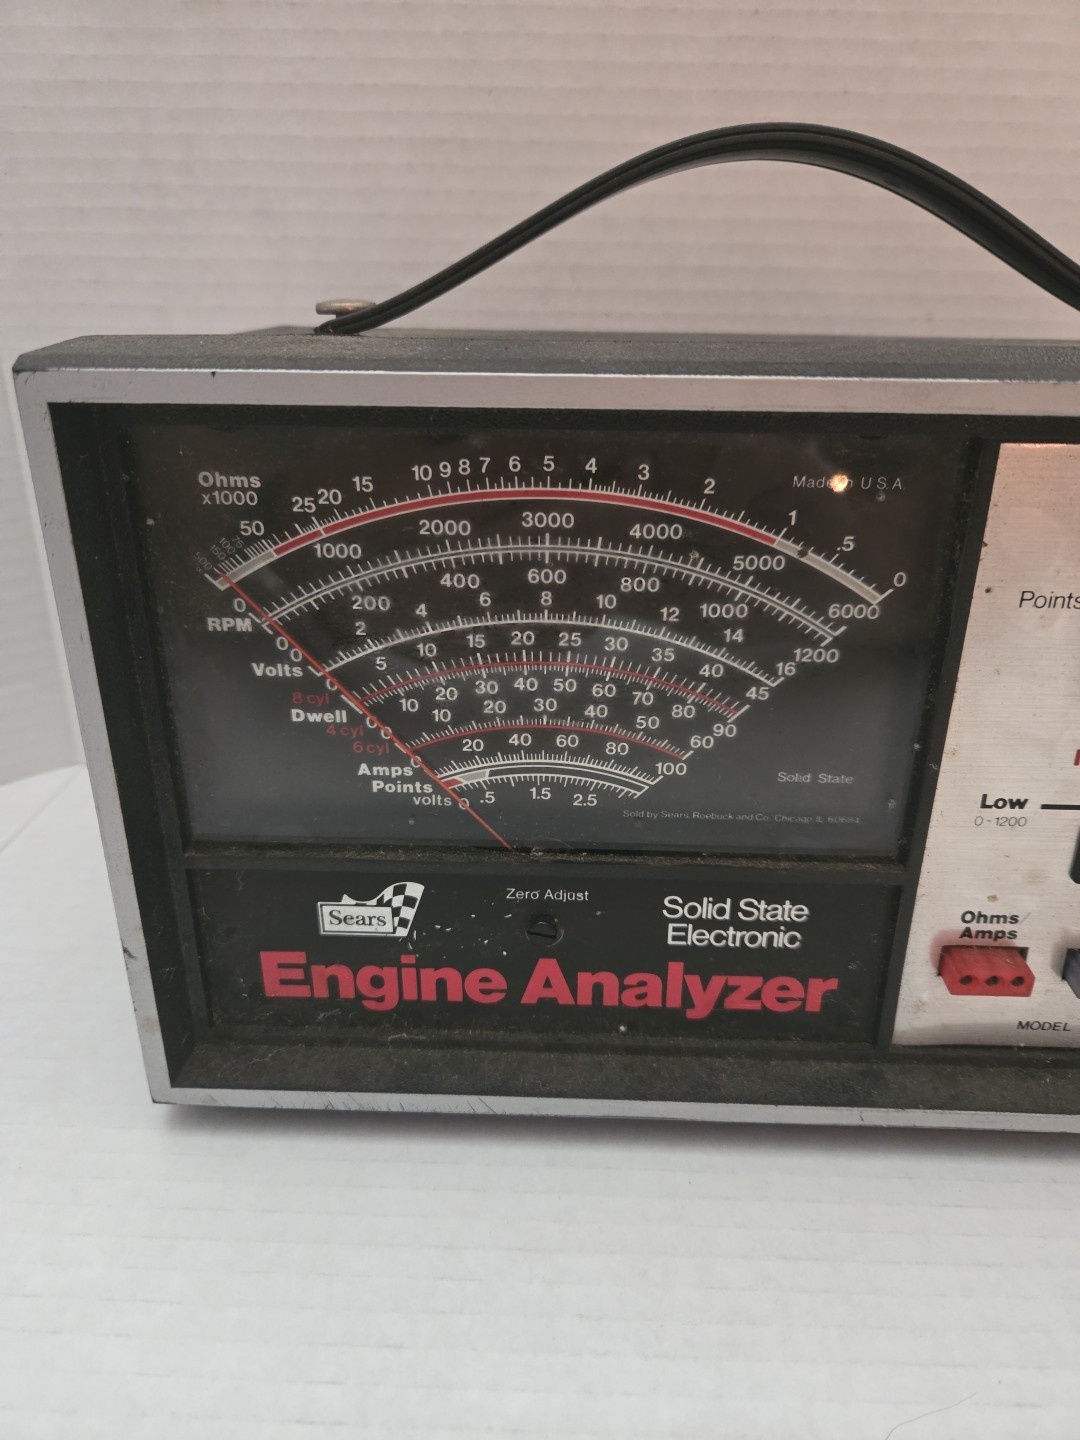 Ohms
x1000
50 25 20 15 10 9 8 7 6 5 4 3 2 1 .5 0
Made in U.S.A.
RPM
0 1000 2000 3000 4000 5000 6000
0 200 400 600 800 1000 1200
Volts
0 2 4 6 8 10 12 14 16
8 cyl
0 5 10 15 20 25 30 35 40 45
Dwell
4 cyl
0 10 20 30 40 50 60 70 80 90
6 cyl
0 10 20 30 40 50 60
Amps
0 20 40 60 80 100
Points
volts
0 .5 1.5 2.5
Solid State
Sold by Sears Roebuck and Co. Chicago IL 60684
Sears
Zero Adjust
Solid State
Electronic
Engine Analyzer
Points
Low
0-1200
Ohms/
Amps
MODEL